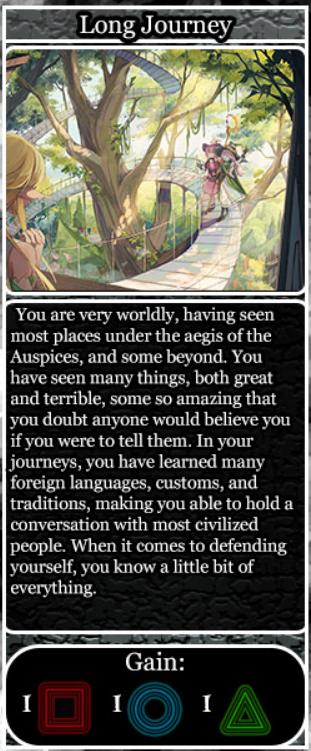 Long Journey
You are very worldly, having seen
most places under the aegis of the
Auspices, and some beyond. You
have seen many things, both great
and terrible, some so amazing that
you doubt anyone would believe you
if you were to tell them. In your
journeys, you have learned many
foreign languages, customs, and
traditions, making you able to hold a
conversation with most civilized
people. When it comes to defending
yourself, you know a little bit of
everything.
Gain:
1 1 1